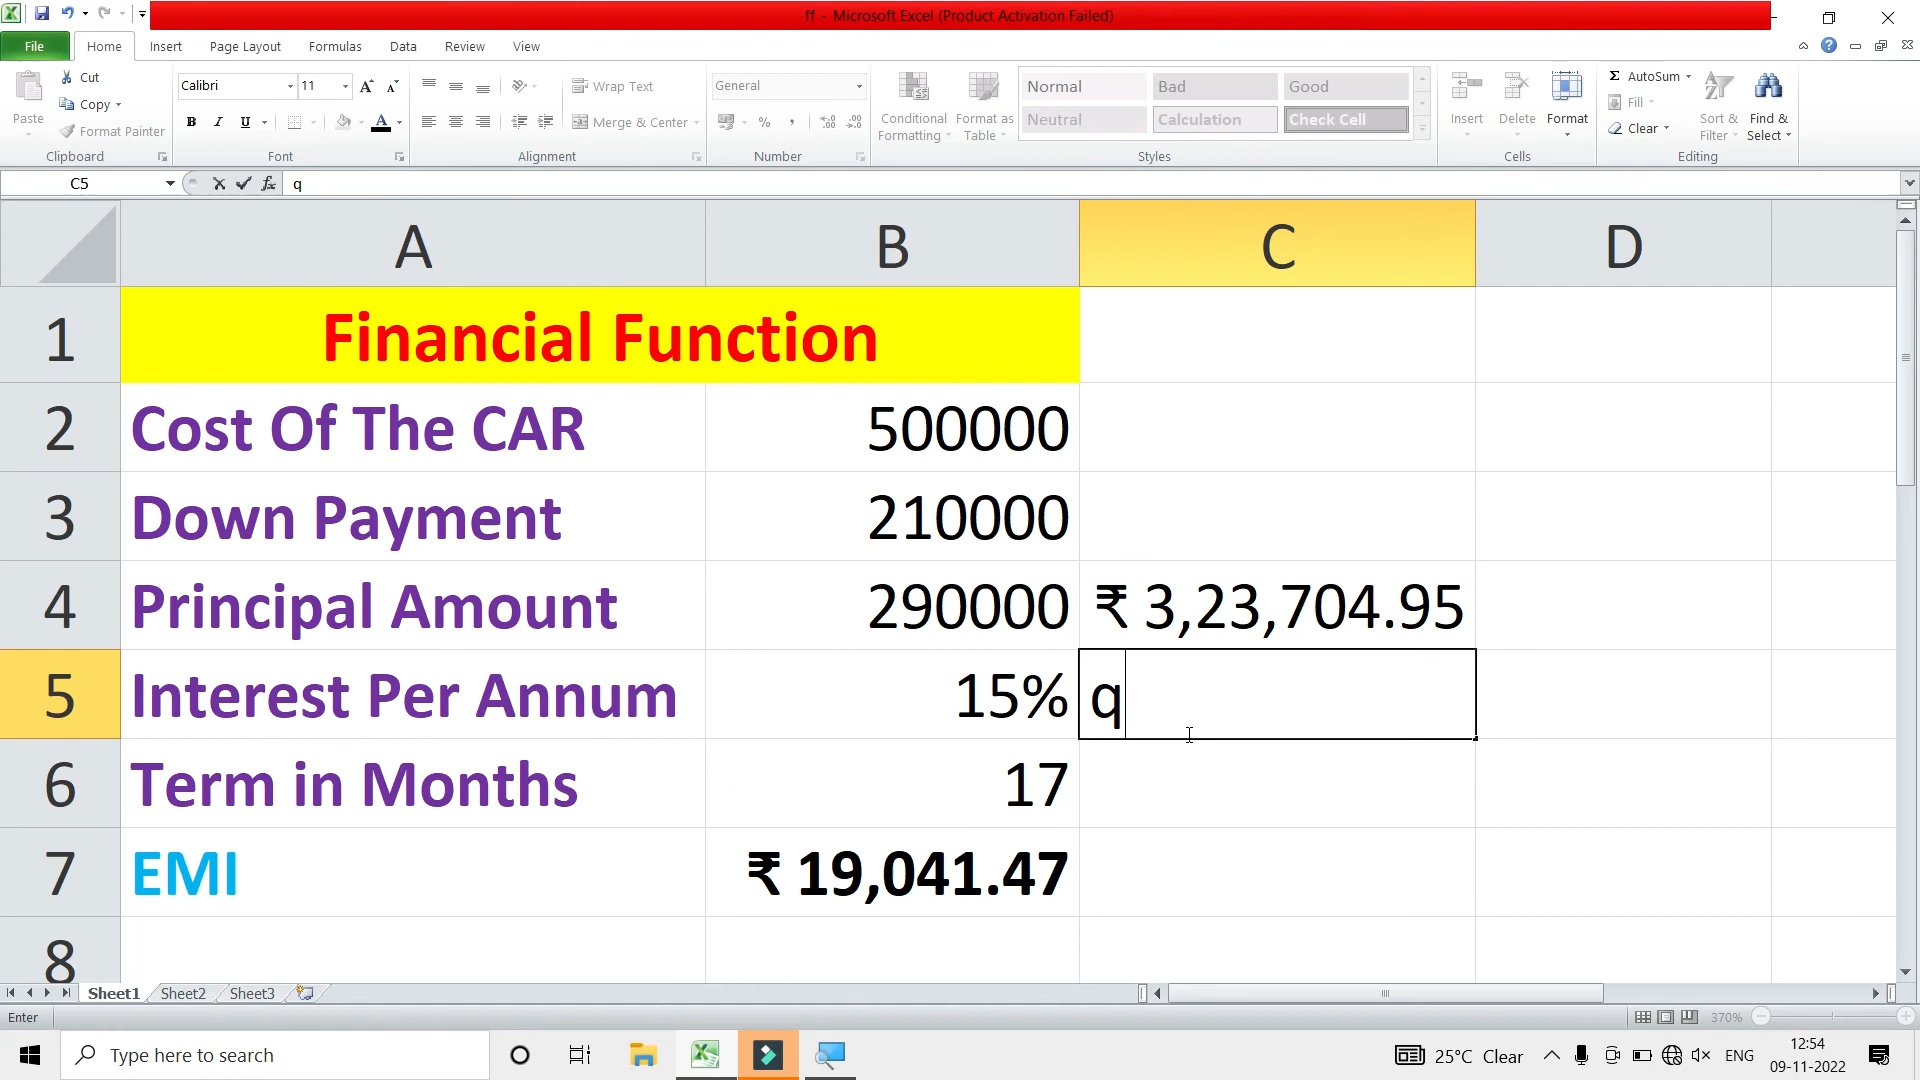 ff - Microsoft Excel (Product Activation Failed)
File Home Insert Page Layout Formulas Data Review View
Paste
Cut
Copy
Format Painter
Clipboard
Calibri 11
B I U A
Font
Wrap Text
Merge & Center
Alignment
General
% ,
Number
Conditional Formatting
Format as Table
Normal Bad Good
Neutral Calculation Check Cell
Styles
Insert Delete Format
Cells
Σ AutoSum
Fill
Clear
Sort & Filter
Find & Select
Editing
C5 fx q
A B C D
1 Financial Function
2 Cost Of The CAR 500000
3 Down Payment 210000
4 Principal Amount 290000 ₹ 3,23,704.95
5 Interest Per Annum 15% q
6 Term in Months 17
7 EMI ₹ 19,041.47
8
Sheet1 Sheet2 Sheet3
Enter 370%
Type here to search 25°C Clear ENG 12:54
09-11-2022